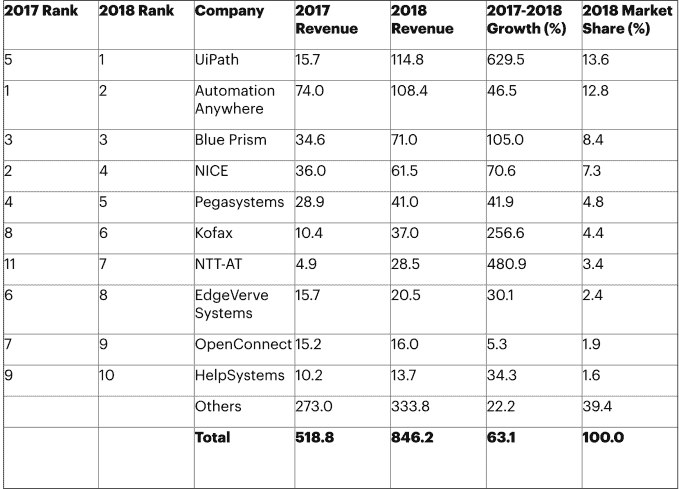 2017 Rank 2018 Rank Company 2017 Revenue 2018 Revenue 2017-2018 Growth (%) 2018 Market Share (%)
5 1 UiPath 15.7 114.8 629.5 13.6
1 2 Automation Anywhere 74.0 108.4 46.5 12.8
3 3 Blue Prism 34.6 71.0 105.0 8.4
2 4 NICE 36.0 61.5 70.6 7.3
4 5 Pegasystems 28.9 41.0 41.9 4.8
8 6 Kofax 10.4 37.0 256.6 4.4
11 7 NTT-AT 4.9 28.5 480.9 3.4
6 8 EdgeVerve Systems 15.7 20.5 30.1 2.4
7 9 OpenConnect 15.2 16.0 5.3 1.9
9 10 HelpSystems 10.2 13.7 34.3 1.6
Others 273.0 333.8 22.2 39.4
Total 518.8 846.2 63.1 100.0